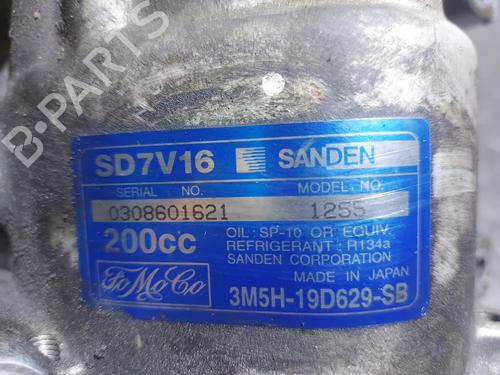 B-PARTS
SD7V16 SANDEN
SERIAL NO. MODEL NO.
0308601621 1255
200cc OIL: SP-10 OR EQUIV.
REFRIGERANT: R134a
SANDEN CORPORATION
MADE IN JAPAN
FoMoCo 3M5H-19D629-SB